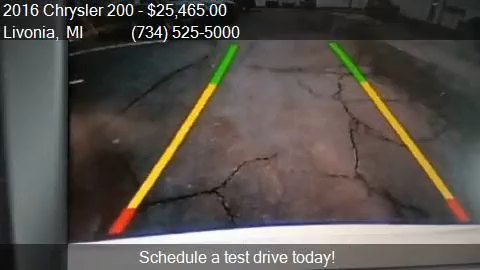 2016 Chrysler 200 - $25,465.00
Livonia, MI (734) 525-5000
Schedule a test drive today!